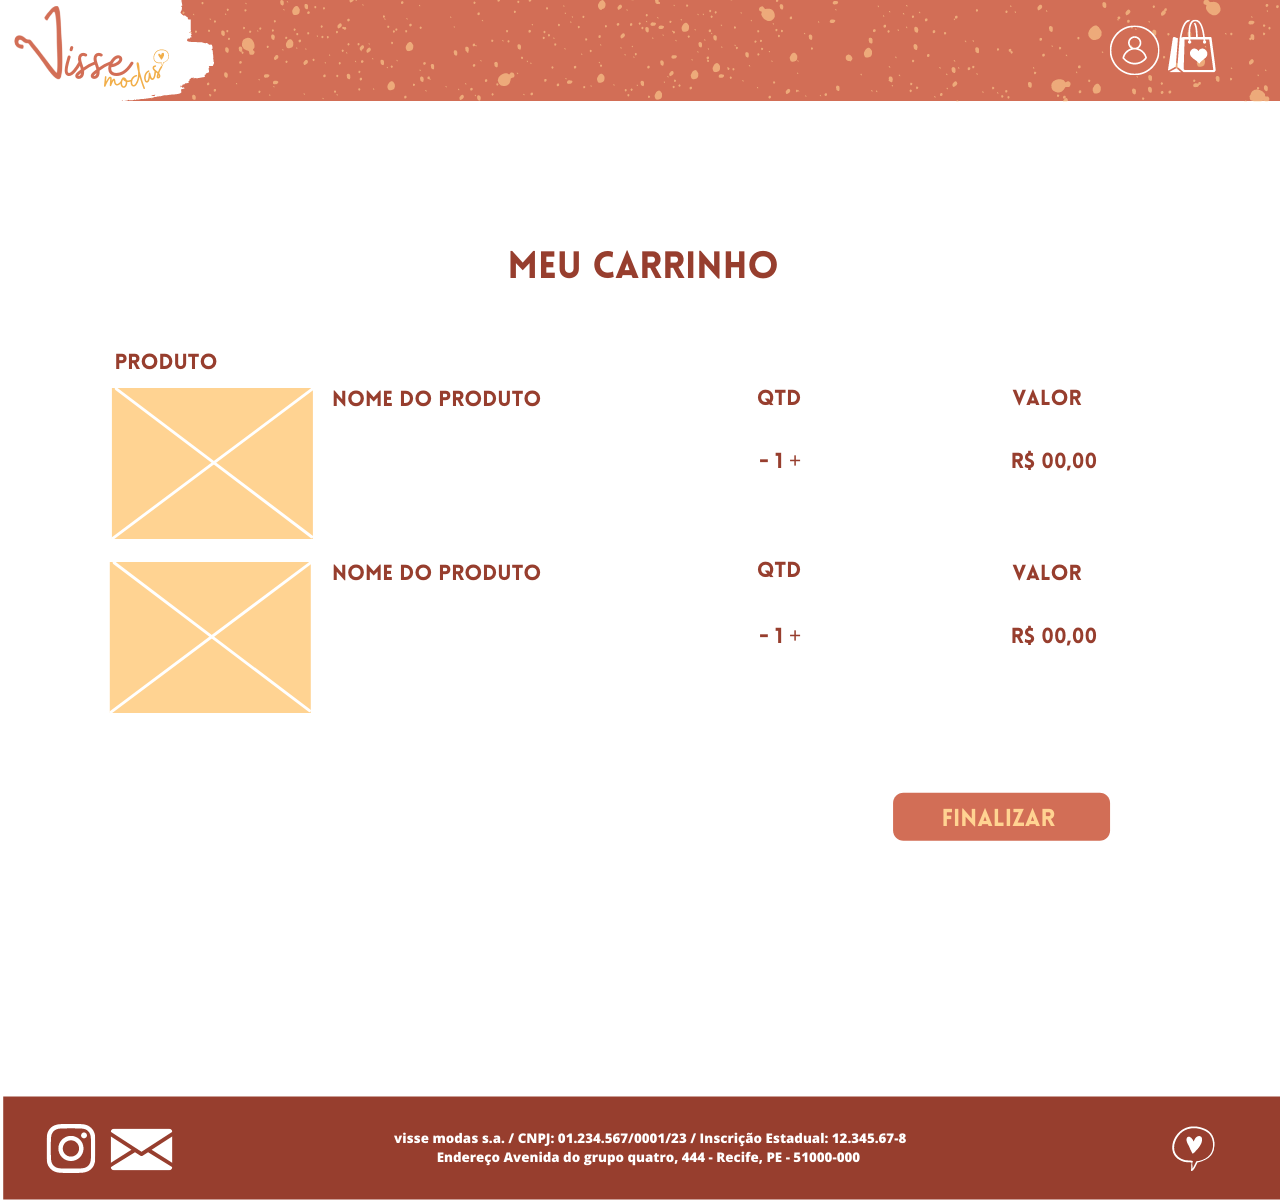 Visse
modas
MEU CARRINHO
PRODUTO
NOME DO PRODUTO QTD VALOR
- 1 + R$ 00,00
NOME DO PRODUTO QTD VALOR
- 1 + R$ 00,00
FINALIZAR
visse modas s.a. / CNPJ: 01.234.567/0001/23 / Inscrição Estadual: 12.345.67-8
Endereço Avenida do grupo quatro, 444 - Recife, PE - 51000-000